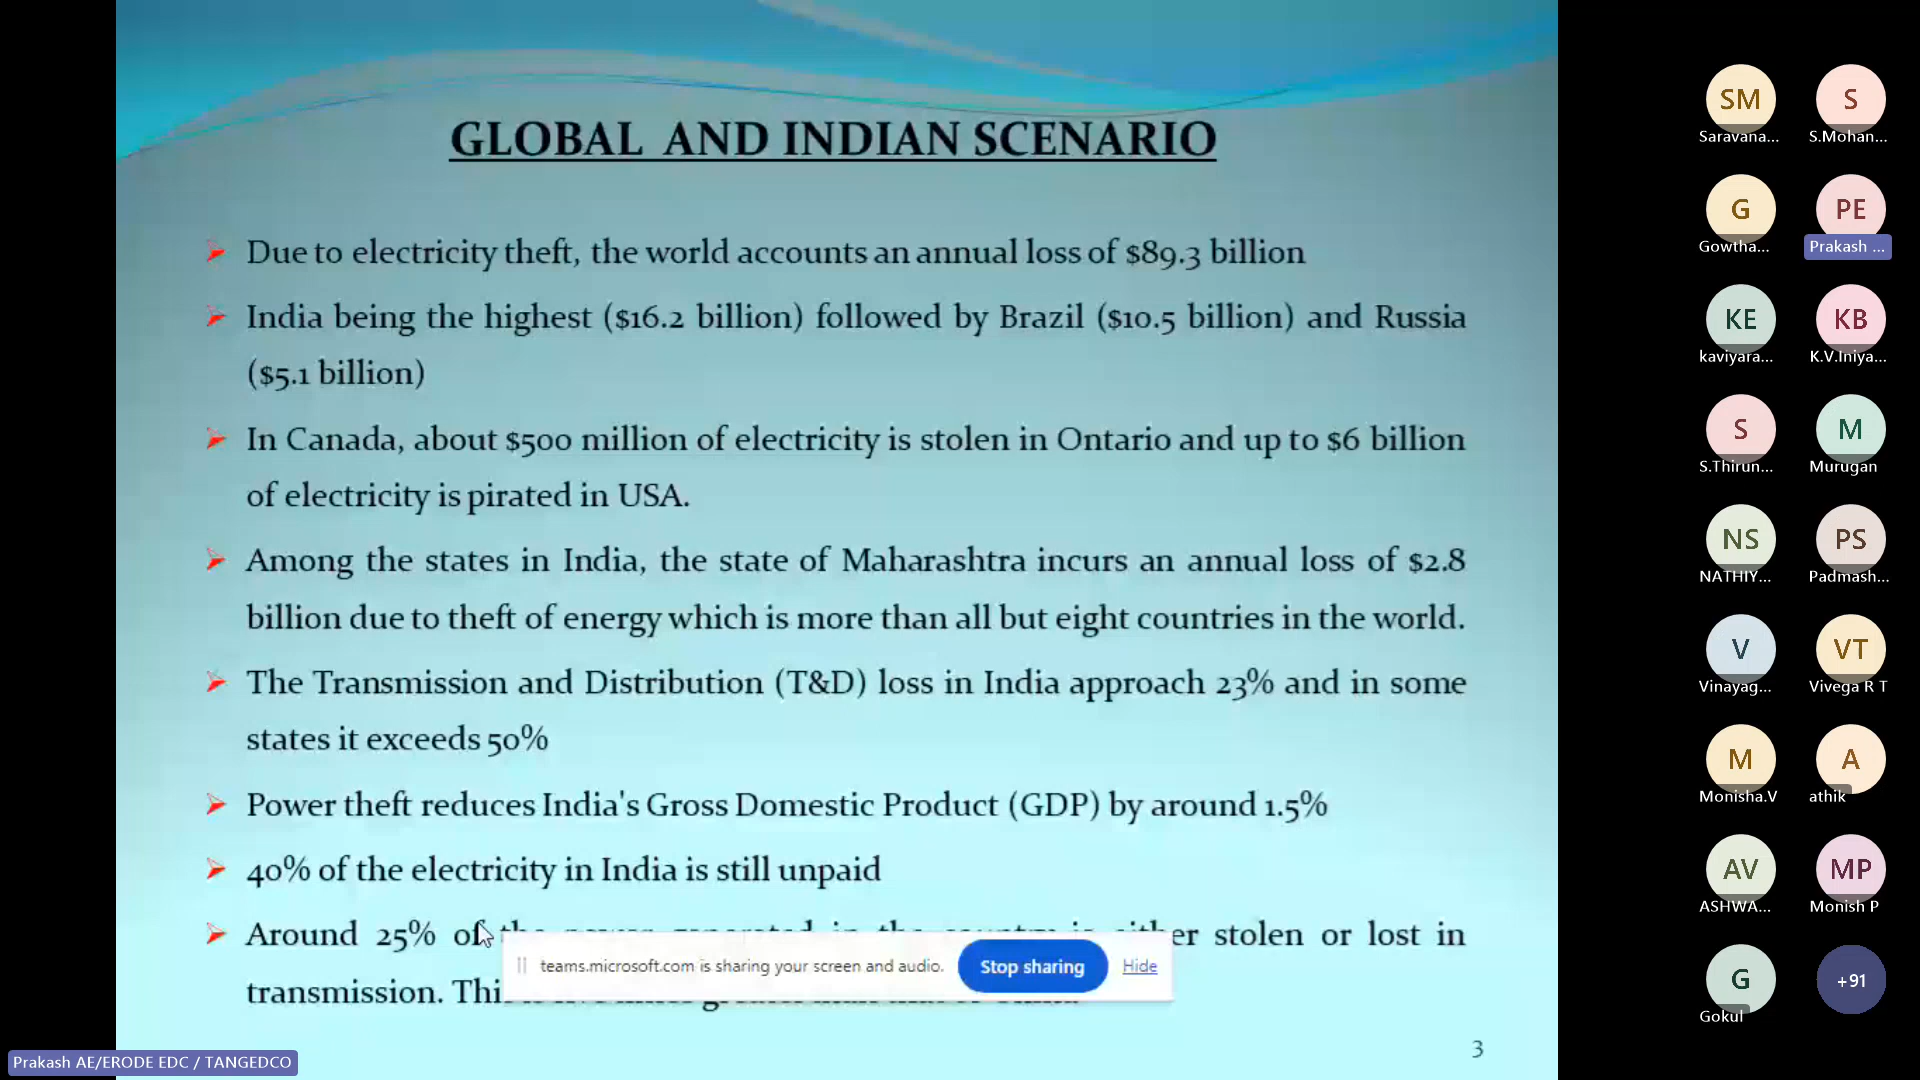 GLOBAL AND INDIAN SCENARIO
Due to electricity theft, the world accounts an annual loss of $89.3 billion
India being the highest ($16.2 billion) followed by Brazil ($10.5 billion) and Russia
($5.1 billion)
In Canada, about $500 million of electricity is stolen in Ontario and up to $6 billion
of electricity is pirated in USA.
Among the states in India, the state of Maharashtra incurs an annual loss of $2.8
billion due to theft of energy which is more than all but eight countries in the world.
The Transmission and Distribution (T&D) loss in India approach 23% and in some
states it exceeds 50%
Power theft reduces India's Gross Domestic Product (GDP) by around 1.5%
40% of the electricity in India is still unpaid
Around 25% of the power generated in the country is either stolen or lost in
transmission.
teams.microsoft.com is sharing your screen and audio.
Stop sharing
Hide
3
Prakash AE/ERODE EDC / TANGEDCO
SM
Saravana...
S
S.Mohan...
G
Gowtha...
PE
Prakash ...
KE
kaviyara...
KB
K.V.Iniya...
S
S.Thirun...
M
Murugan
NS
NATHIY...
PS
Padmash...
V
Vinayag...
VT
Vivega R T
M
Monisha.V
A
athik
AV
ASHWA...
MP
Monish P
G
Gokul
+91